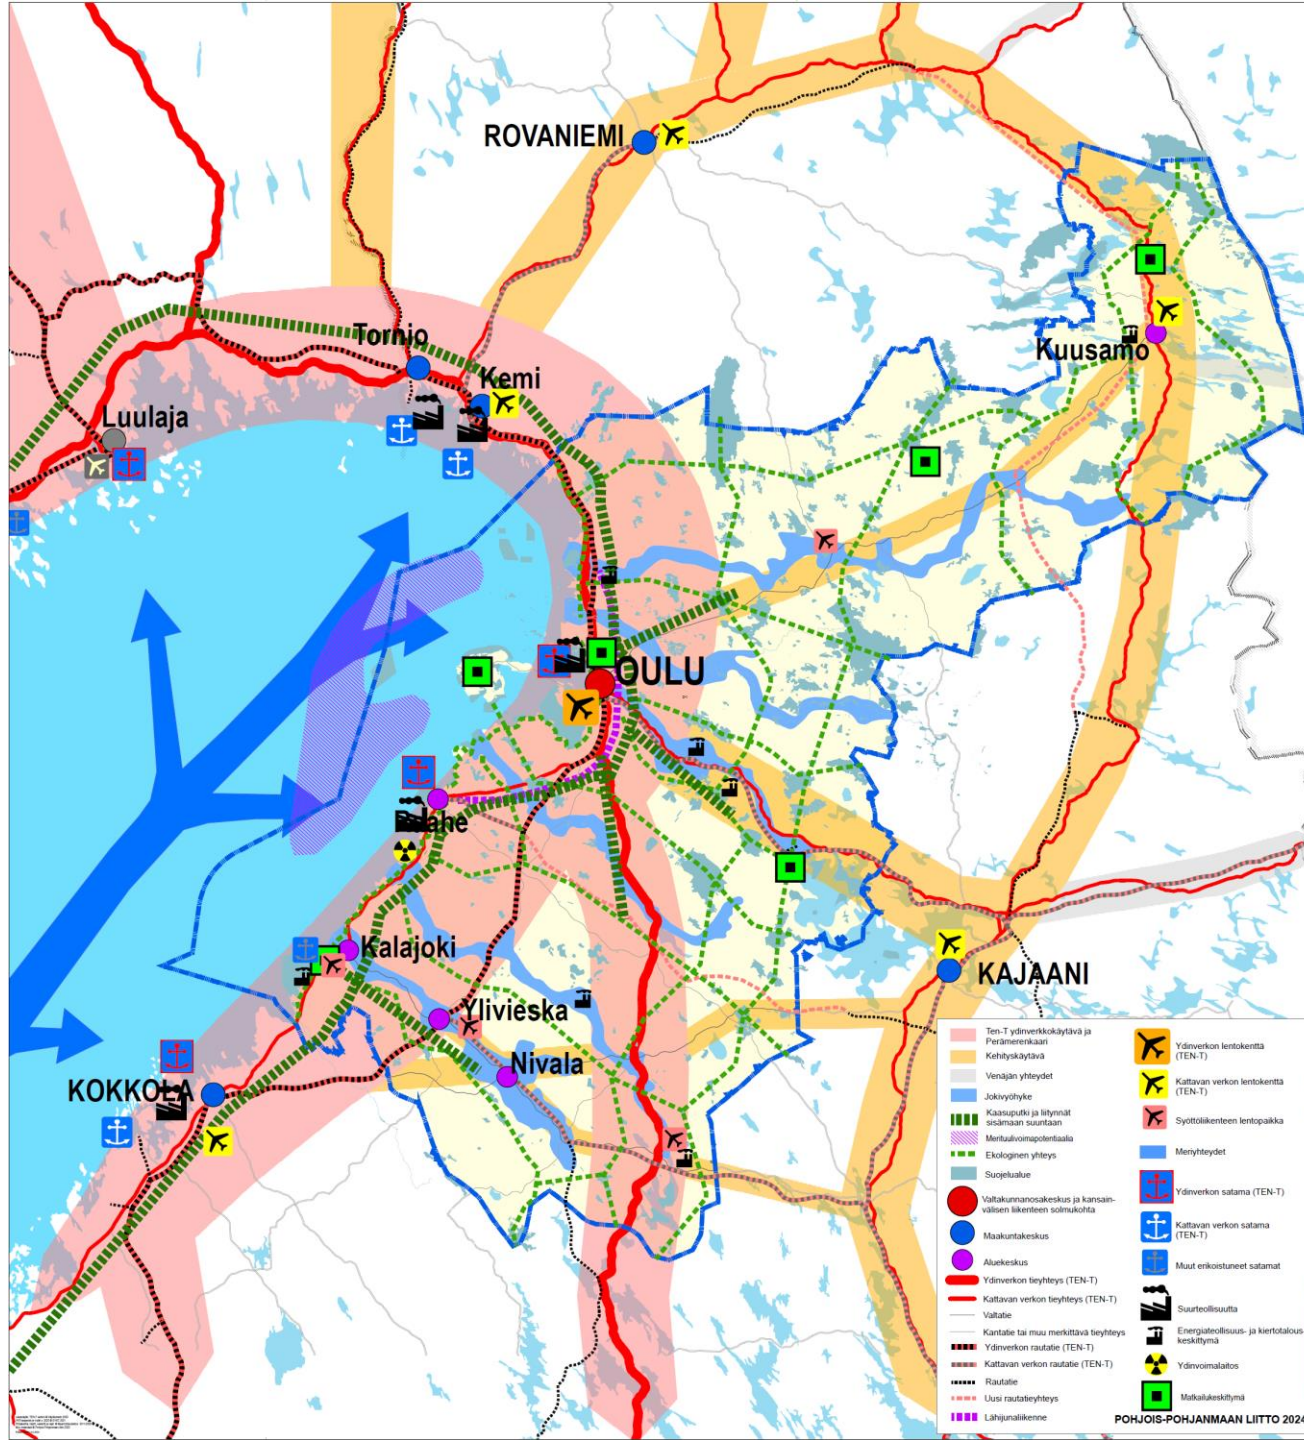 ROVANIEMI
Tornio
Kemi
Kuusamo
Luulaja
OULU
Kalajoki
KAJAANI
Ylivieska
Nivala
KOKKOLA
Ten-T ydinverkkokäytävä ja
Perämerenkaari
Kehityskäytävä
Venäjän yhteydet
Jokivyöhyke
Kaasuputki ja liitynnät
sisämaan suuntaan
Merituulivoimapotentiaalia
Ekologinen yhteys
Suojelualue
Valtakunnanosakeskus ja kansain-
välisen liikenteen solmukohta
Maakuntakeskus
Aluekeskus
Ydinverkon tieyhteys (TEN-T)
Kattavan verkon tieyhteys (TEN-T)
Valtatie
Kantatie tai muu merkittävä tieyhteys
Ydinverkon rautatie (TEN-T)
Kattavan verkon rautatie (TEN-T)
Rautatie
Uusi rautatieyhteys
Lähijunaliikenne
Ydinverkon lentokenttä
(TEN-T)
Kattavan verkon lentokenttä
(TEN-T)
Syöttöliikenteen lentopaikka
Meriyhteydet
Ydinverkon satama (TEN-T)
Kattavan verkon satama
(TEN-T)
Muut erikoistuneet satamat
Suurteollisuutta
Energiateollisuus- ja kiertotalous-
keskittymä
Ydinvoimalaitos
Matkailukeskittymä
POHJOIS-POHJANMAAN LIITTO 2024